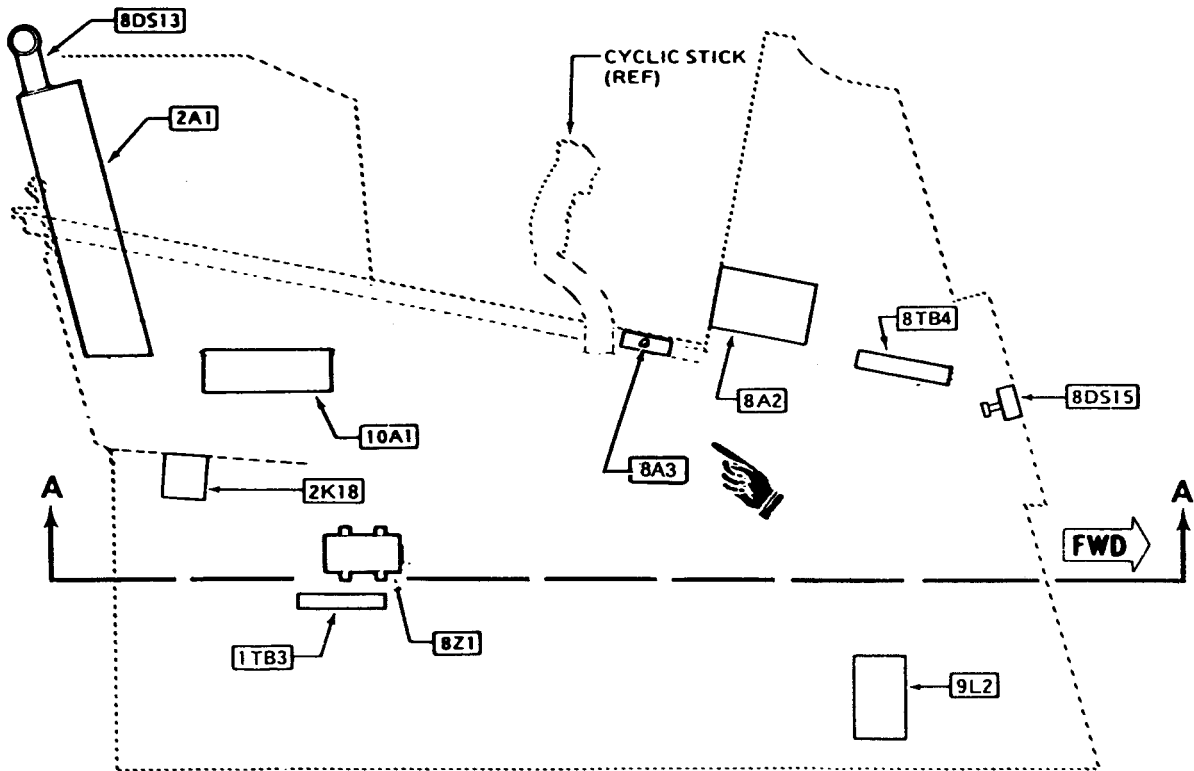 8DS13
CYCLIC STICK
(REF)
2A1
8TB4
8A2
8DS15
10A1
8A3
2K18
A
A
FWD
1TB3
8Z1
9L2